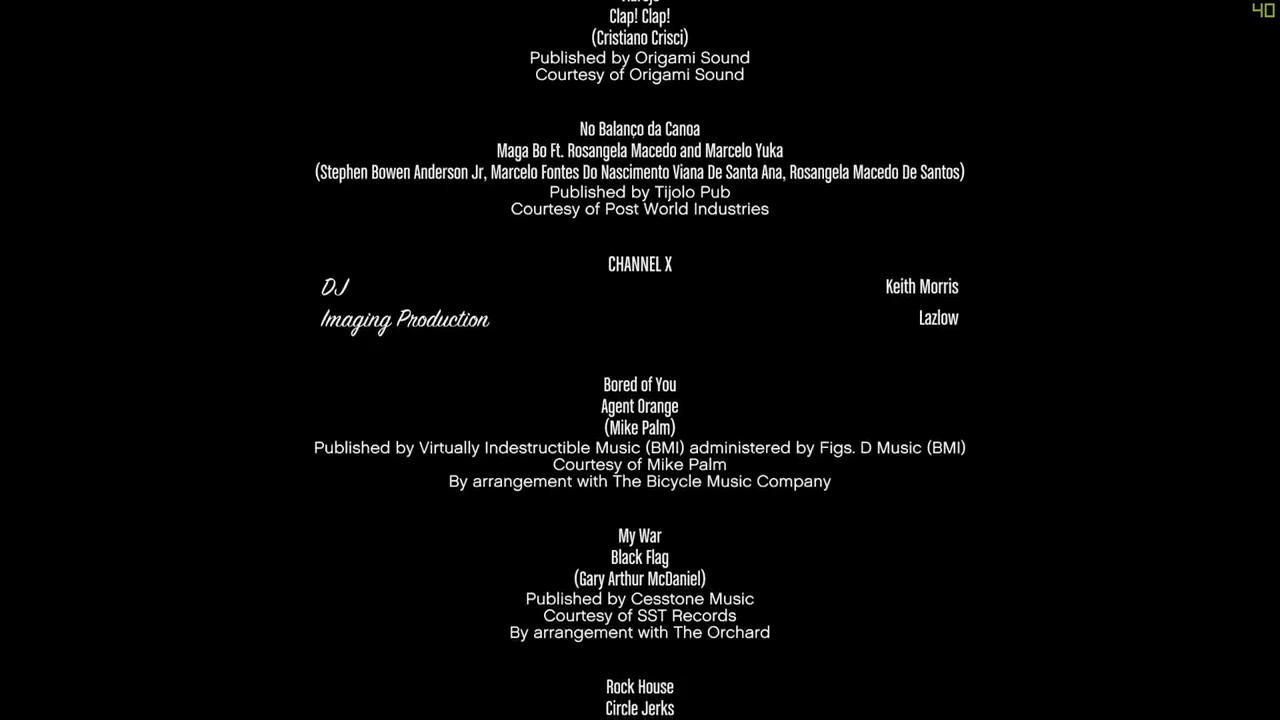 Clap! Clap!
(Cristiano Crisci)
Published by Origami Sound
Courtesy of Origami Sound
No Balanço da Canoa
Maga Bo Ft. Rosangela Macedo and Marcelo Yuka
(Stephen Bowen Anderson Jr, Marcelo Fontes Do Nascimento Viana De Santa Ana, Rosangela Macedo De Santos)
Published by Tijolo Pub
Courtesy of Post World Industries
CHANNEL X
DJ Keith Morris
Imaging Production Lazlow
Bored of You
Agent Orange
(Mike Palm)
Published by Virtually Indestructible Music (BMI) administered by Figs. D Music (BMI)
Courtesy of Mike Palm
By arrangement with The Bicycle Music Company
My War
Black Flag
(Gary Arthur McDaniel)
Published by Cesstone Music
Courtesy of SST Records
By arrangement with The Orchard
Rock House
Circle Jerks
40